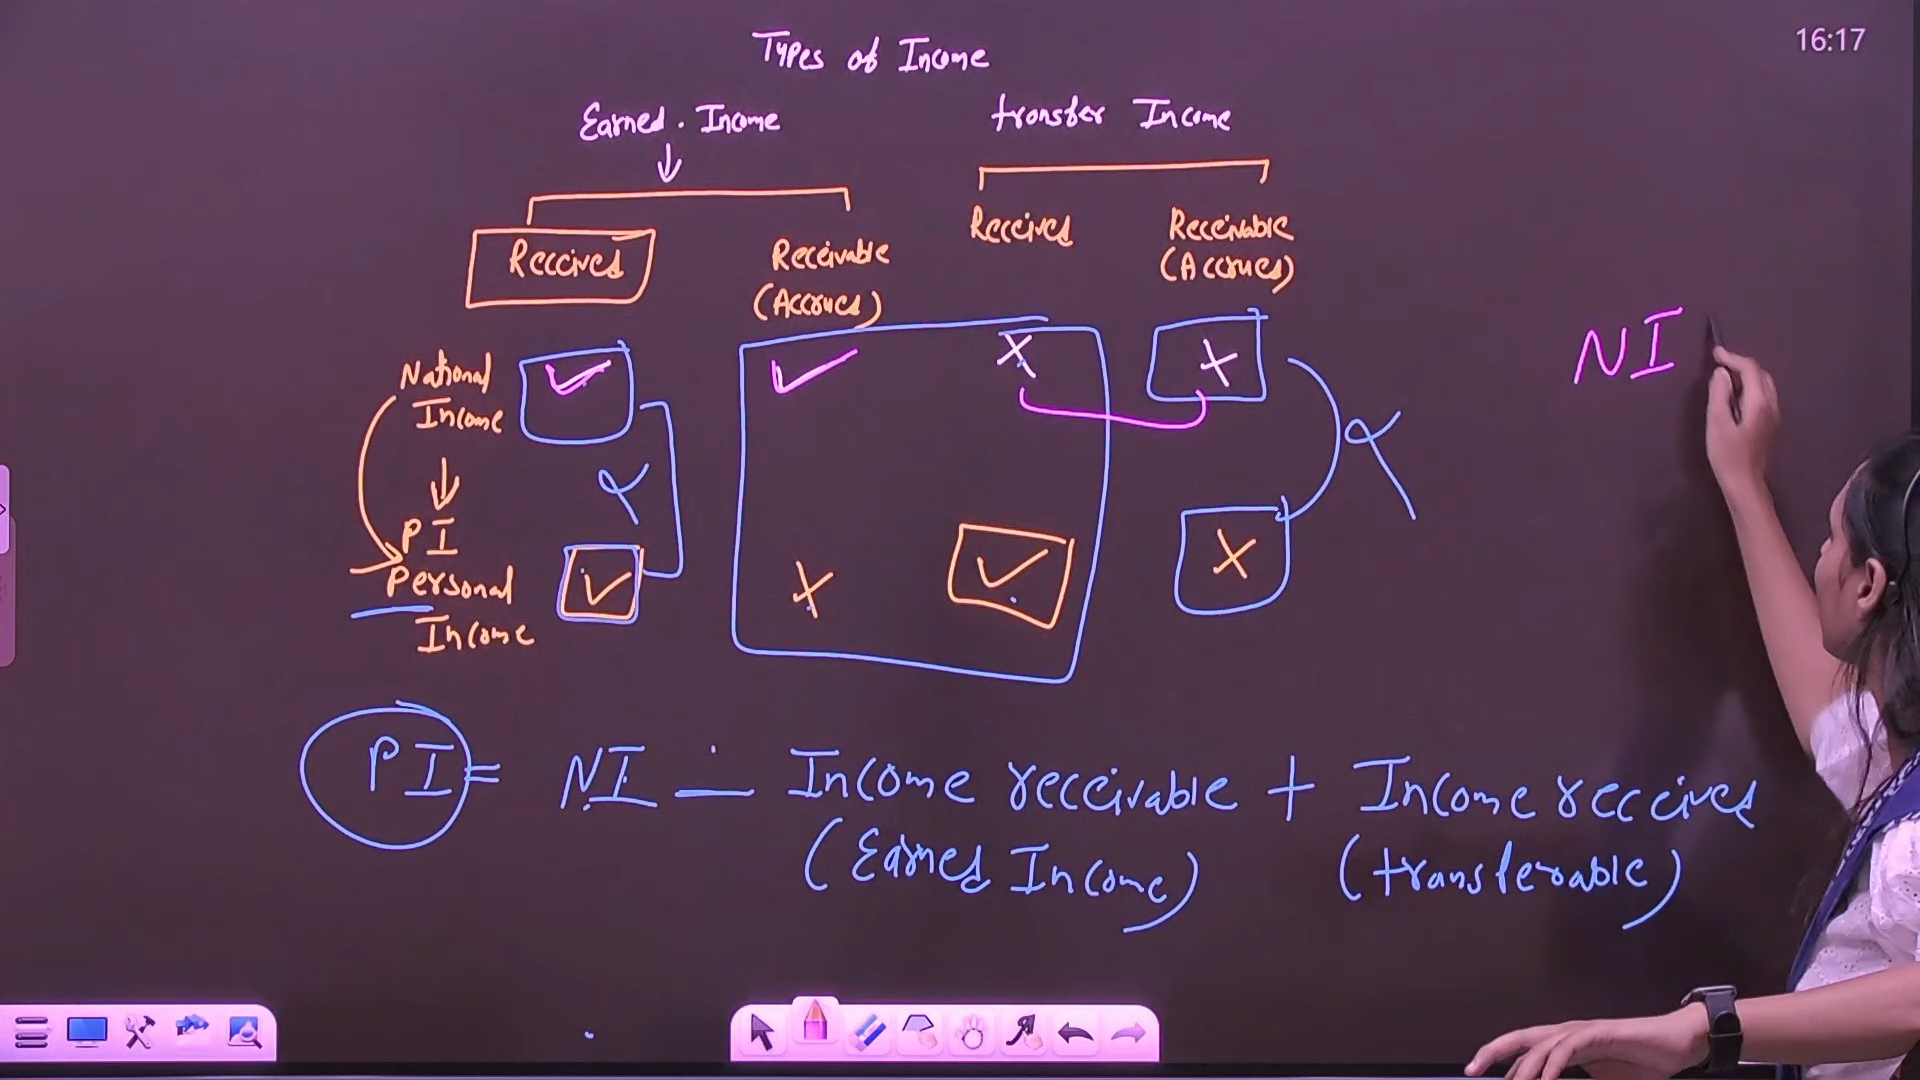 16:17
Types of Income
Earned. Income
transfer Income
Received
Receivable
(Accrues)
Received
Receivable
(Accrues)
National
Income
PI
Personal
Income
NI
PI = NI - Income receivable + Income received
(Earned Income) (transferable)